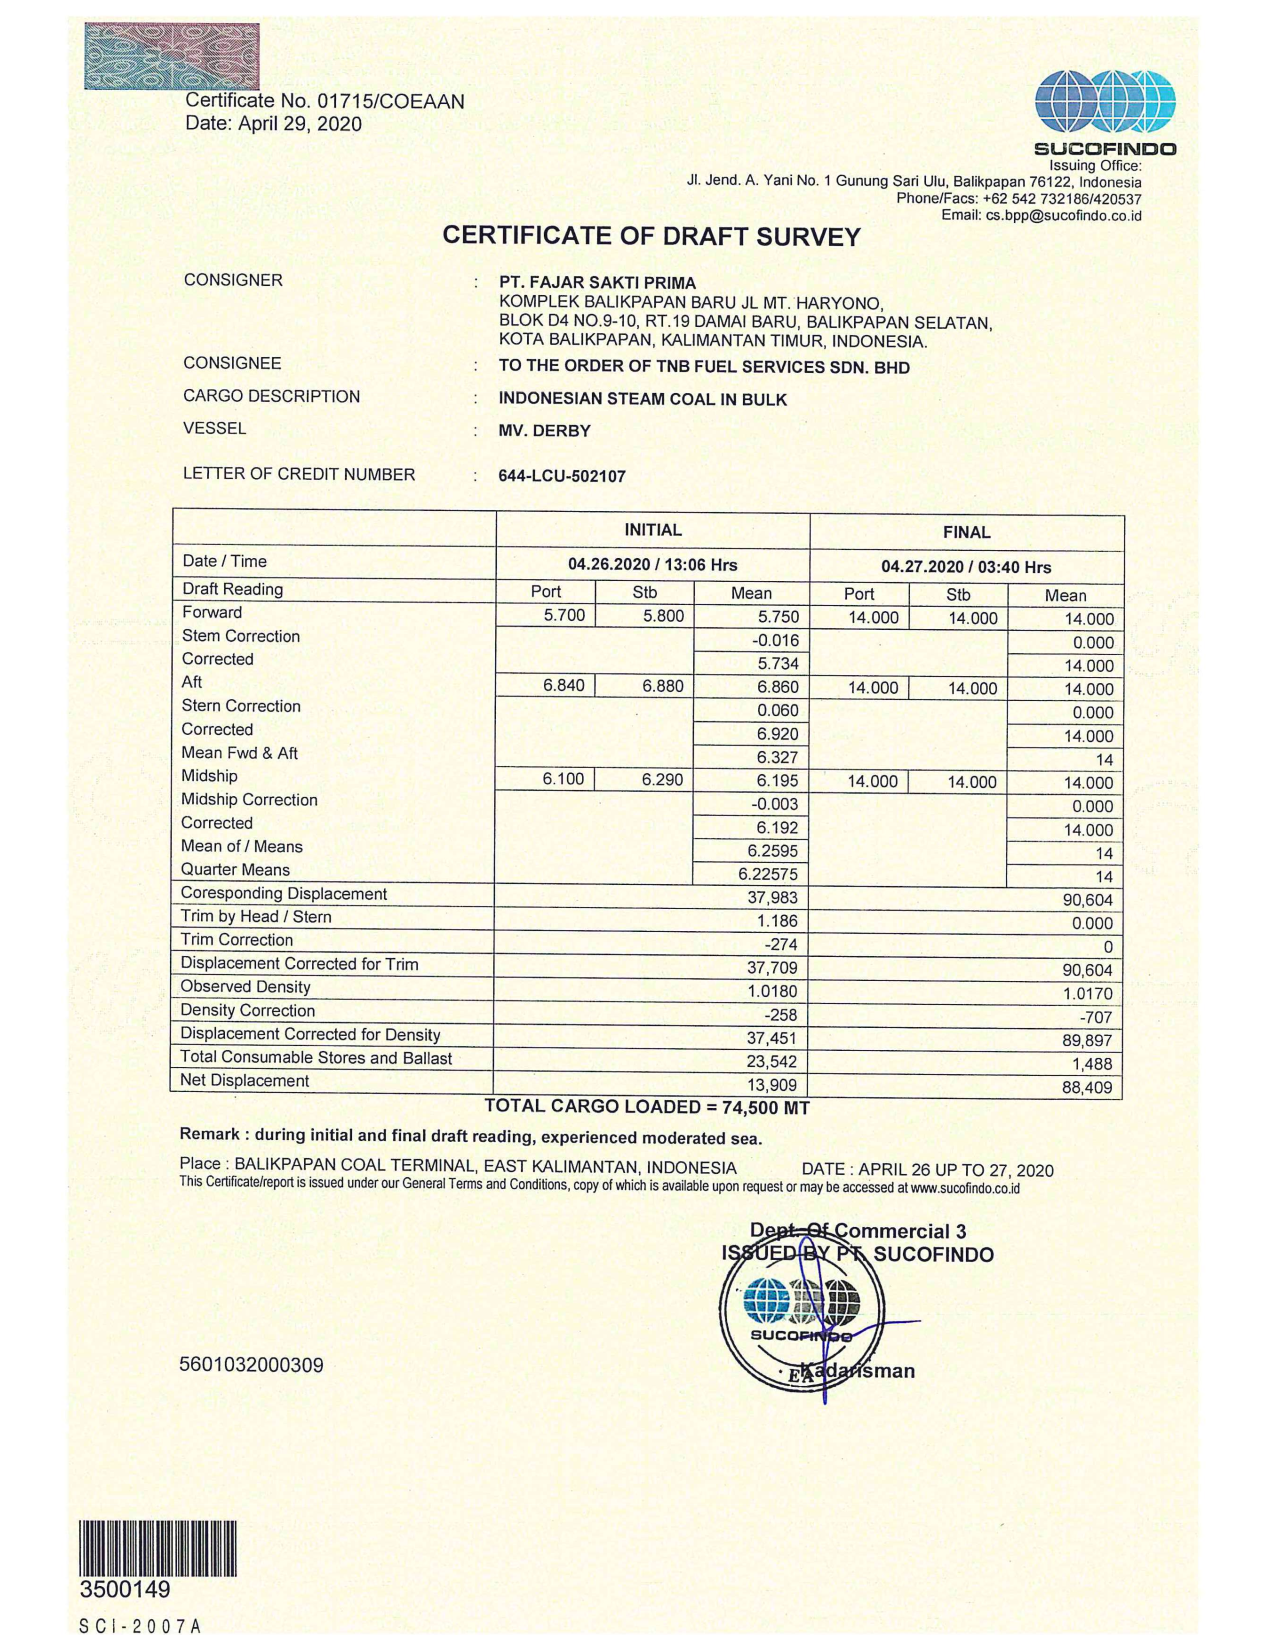 Certificate No. 01715/COEAAN
Date: April 29, 2020
SUCOFINDO
Issuing Office:
Jl. Jend. A. Yani No. 1 Gunung Sari Ulu, Balikpapan 76122, Indonesia
Phone/Facs: +62 542 732186/420537
Email: cs.bpp@sucofindo.co.id
CERTIFICATE OF DRAFT SURVEY
CONSIGNER : PT. FAJAR SAKTI PRIMA
KOMPLEK BALIKPAPAN BARU JL MT. HARYONO,
BLOK D4 NO.9-10, RT.19 DAMAI BARU, BALIKPAPAN SELATAN,
KOTA BALIKPAPAN, KALIMANTAN TIMUR, INDONESIA.
CONSIGNEE : TO THE ORDER OF TNB FUEL SERVICES SDN. BHD
CARGO DESCRIPTION : INDONESIAN STEAM COAL IN BULK
VESSEL : MV. DERBY
LETTER OF CREDIT NUMBER : 644-LCU-502107
INITIAL FINAL
Date / Time 04.26.2020 / 13:06 Hrs 04.27.2020 / 03:40 Hrs
Draft Reading Port Stb Mean Port Stb Mean
Forward 5.700 5.800 5.750 14.000 14.000 14.000
Stem Correction -0.016 0.000
Corrected 5.734 14.000
Aft 6.840 6.880 6.860 14.000 14.000 14.000
Stern Correction 0.060 0.000
Corrected 6.920 14.000
Mean Fwd & Aft 6.327 14
Midship 6.100 6.290 6.195 14.000 14.000 14.000
Midship Correction -0.003 0.000
Corrected 6.192 14.000
Mean of / Means 6.2595 14
Quarter Means 6.22575 14
Coresponding Displacement 37,983 90,604
Trim by Head / Stern 1.186 0.000
Trim Correction -274 0
Displacement Corrected for Trim 37,709 90,604
Observed Density 1.0180 1.0170
Density Correction -258 -707
Displacement Corrected for Density 37,451 89,897
Total Consumable Stores and Ballast 23,542 1,488
Net Displacement 13,909 88,409
TOTAL CARGO LOADED = 74,500 MT
Remark : during initial and final draft reading, experienced moderated sea.
Place : BALIKPAPAN COAL TERMINAL, EAST KALIMANTAN, INDONESIA DATE : APRIL 26 UP TO 27, 2020
This Certificate/report is issued under our General Terms and Conditions, copy of which is available upon request or may be accessed at www.sucofindo.co.id
Dept. Of Commercial 3
ISSUED BY PT. SUCOFINDO
SUCOFINDO
EA
Kadarisman
5601032000309
3500149
SCI-2007A